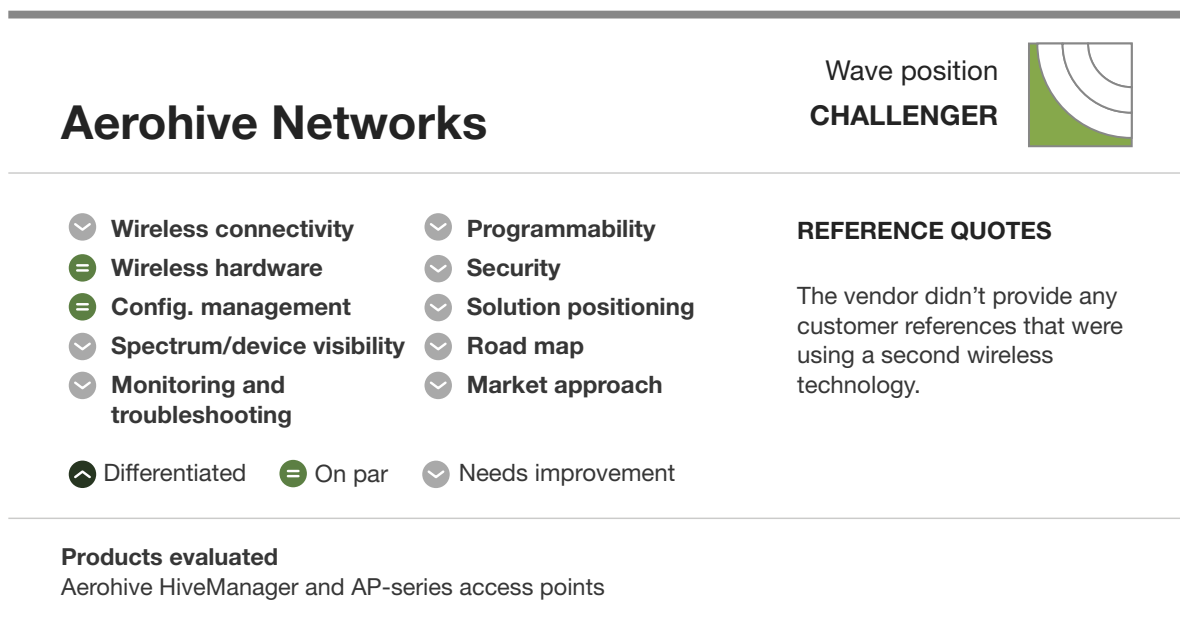 Wave position
CHALLENGER
Aerohive Networks
Wireless connectivity
Wireless hardware
Config. management
Spectrum/device visibility
Monitoring and
troubleshooting
Programmability
Security
Solution positioning
Road map
Market approach
REFERENCE QUOTES
The vendor didn’t provide any
customer references that were
using a second wireless
technology.
Differentiated
On par
Needs improvement
Products evaluated
Aerohive HiveManager and AP-series access points